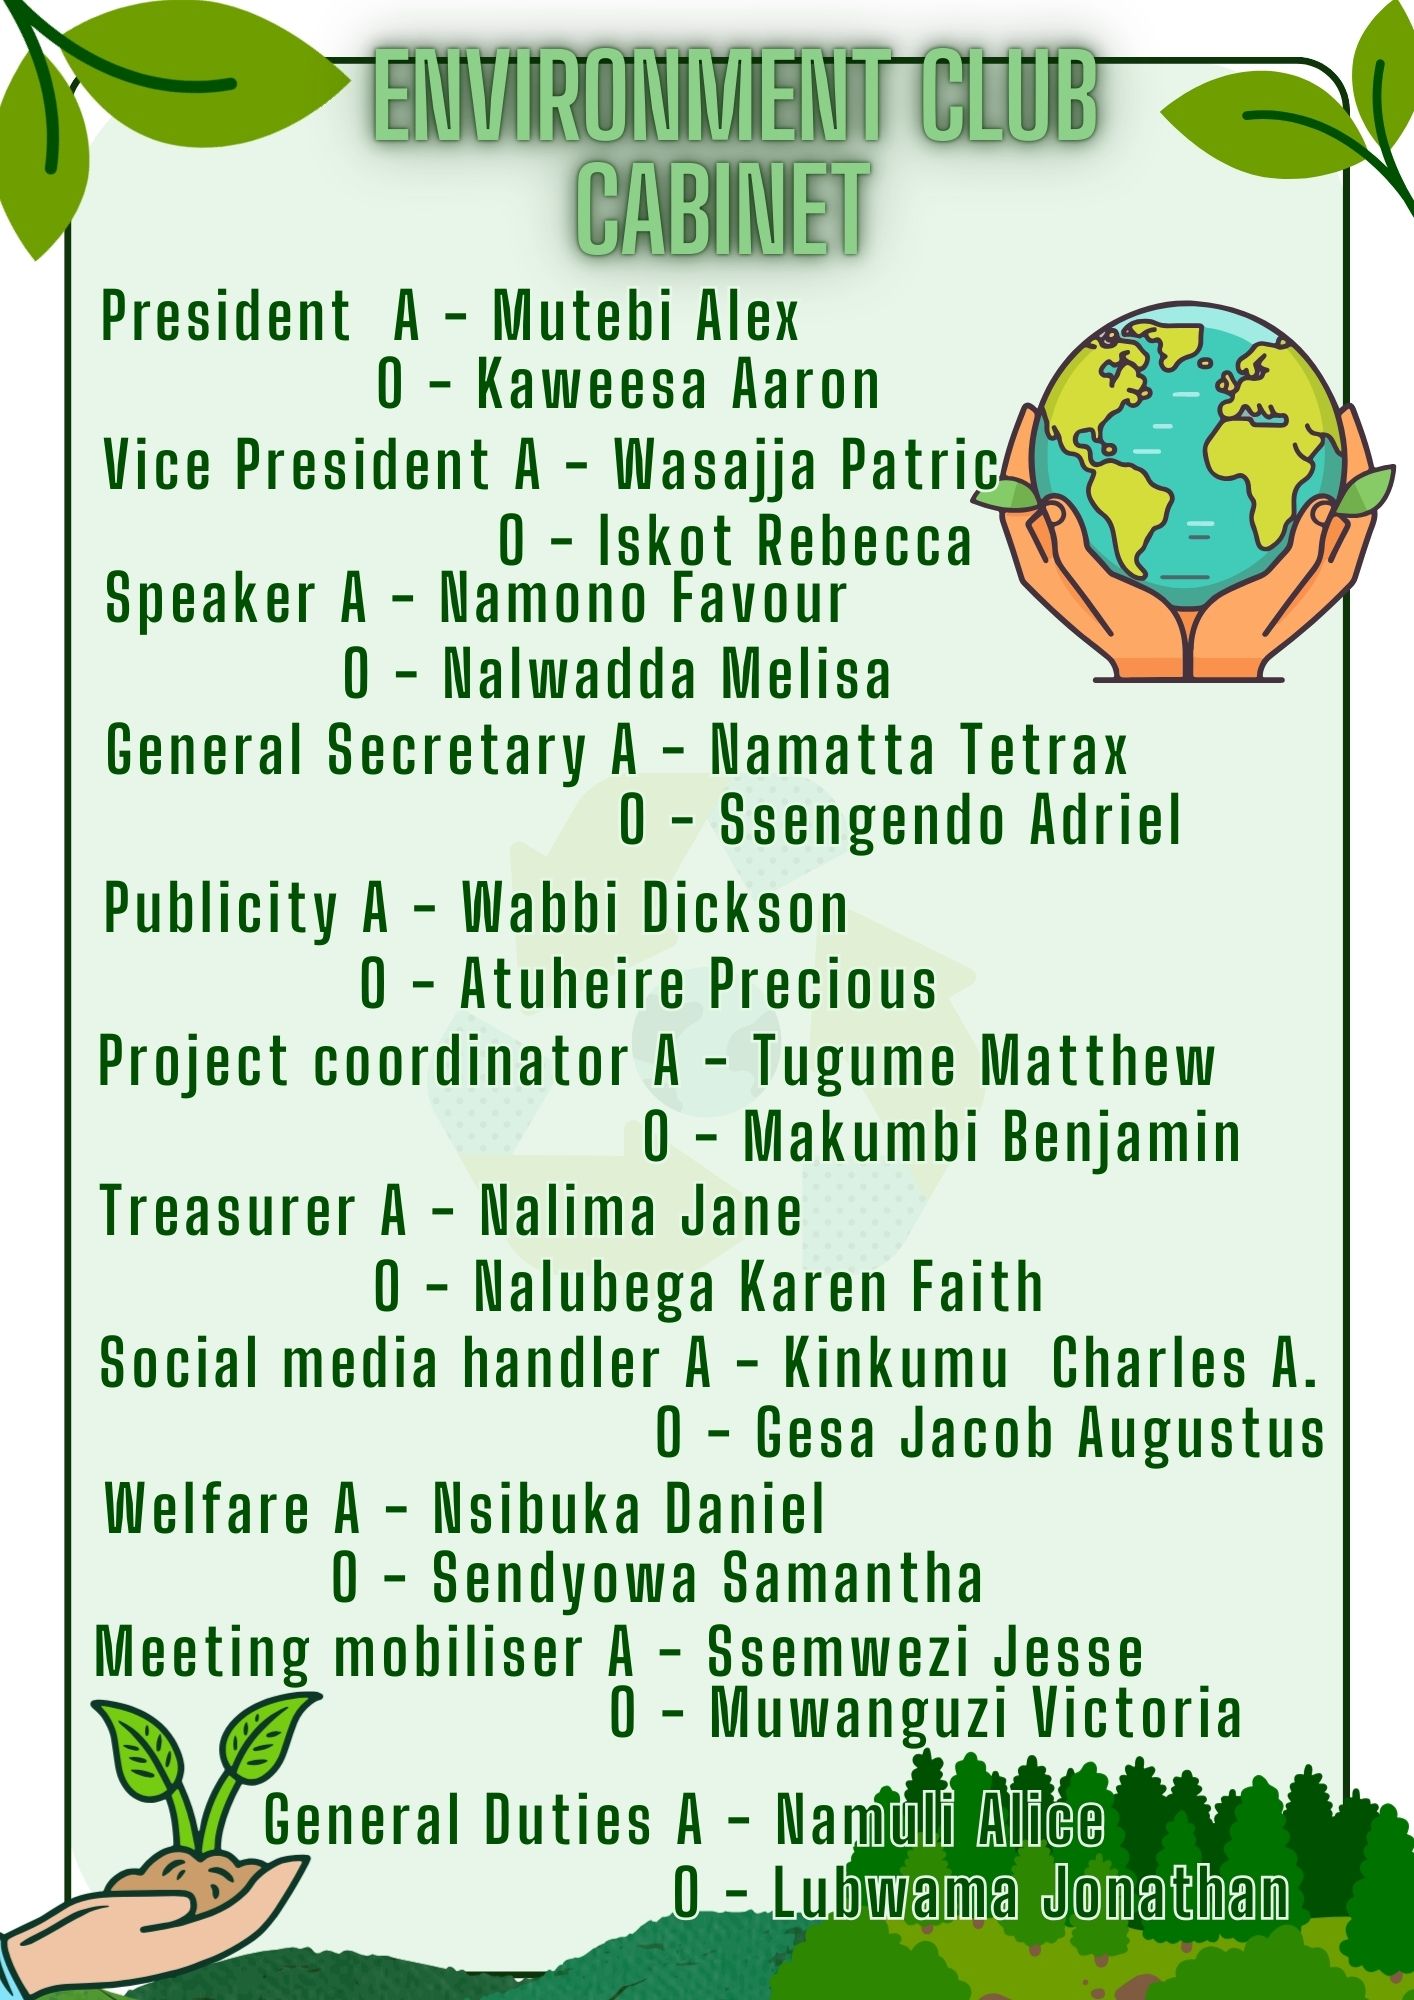 ENVIRONMENT CLUB
CABINET
President A - Mutebi Alex
O - Kaweesa Aaron
Vice President A - Wasajja Patric
O - Iskot Rebecca
Speaker A - Namono Favour
O - Nalwadda Melisa
General Secretary A - Namatta Tetrax
O - Ssengendo Adriel
Publicity A - Wabbi Dickson
O - Atuheire Precious
Project coordinator A - Tugume Matthew
O - Makumbi Benjamin
Treasurer A - Nalima Jane
O - Nalubega Karen Faith
Social media handler A - Kinkumu Charles A.
O - Gesa Jacob Augustus
Welfare A - Nsibuka Daniel
O - Sendyowa Samantha
Meeting mobiliser A - Ssemwezi Jesse
O - Muwanguzi Victoria
General Duties A - Namuli Alice
O - Lubwama Jonathan